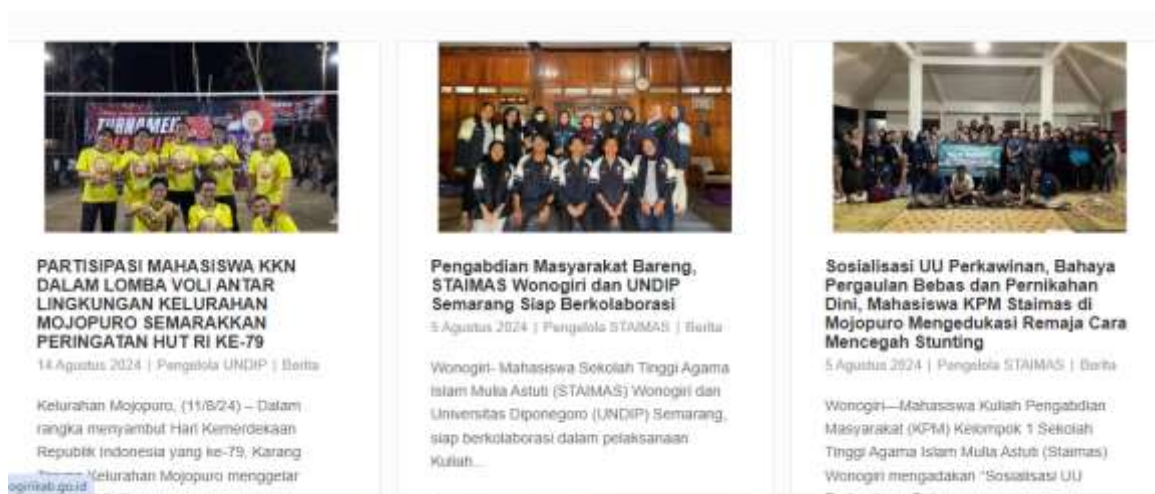 TURNAMEN
PARTISIPASI MAHASISWA KKN
DALAM LOMBA VOLI ANTAR
LINGKUNGAN KELURAHAN
MOJOPURO SEMARAKKAN
PERINGATAN HUT RI KE-79
14 Agustus 2024 | Pengelola UNDIP | Berita
Kelurahan Mojopuro, (11/8/24) – Dalam
rangka menyambut Hari Kemerdekaan
Republik Indonesia yang ke-79, Karang
Kelurahan Mojopuro menggelar
Pengabdian Masyarakat Bareng,
STAIMAS Wonogiri dan UNDIP
Semarang Siap Berkolaborasi
5 Agustus 2024 | Pengelola STAIMAS | Berita
Wonogiri- Mahasiswa Sekolah Tinggi Agama
Islam Mulia Astuti (STAIMAS) Wonogiri dan
Universitas Diponegoro (UNDIP) Semarang,
siap berkolaborasi dalam pelaksanaan
Kuliah...
Sosialisasi UU Perkawinan, Bahaya
Pergaulan Bebas dan Pernikahan
Dini, Mahasiswa KPM Staimas di
Mojopuro Mengedukasi Remaja Cara
Mencegah Stunting
5 Agustus 2024 | Pengelola STAIMAS | Berita
Wonogiri—Mahasiswa Kuliah Pengabdian
Masyarakat (KPM) Kelompok 1 Sekolah
Tinggi Agama Islam Mulia Astuti (Staimas)
Wonogiri mengadakan "Sosialisasi UU
ogirikab.go.id